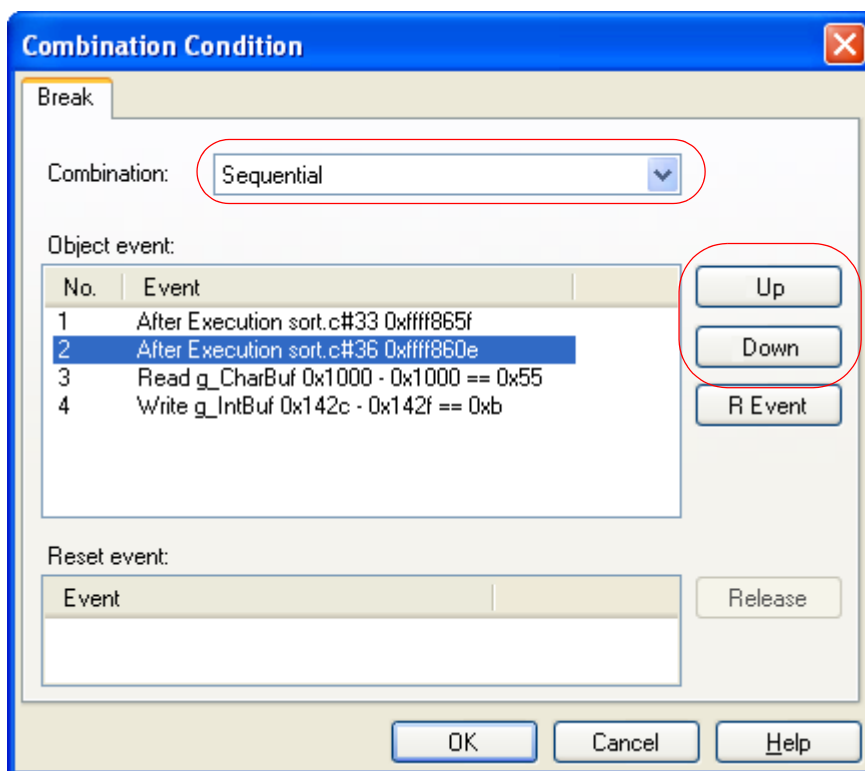 Combination Condition
Break
Combination: Sequential
Object event:
No. Event
1 After Execution sort.c#33 0xffff865f
2 After Execution sort.c#36 0xffff860e
3 Read g_CharBuf 0x1000 - 0x1000 == 0x55
4 Write g_IntBuf 0x142c - 0x142f == 0xb
Up
Down
R Event
Reset event:
Event
Release
OK Cancel Help